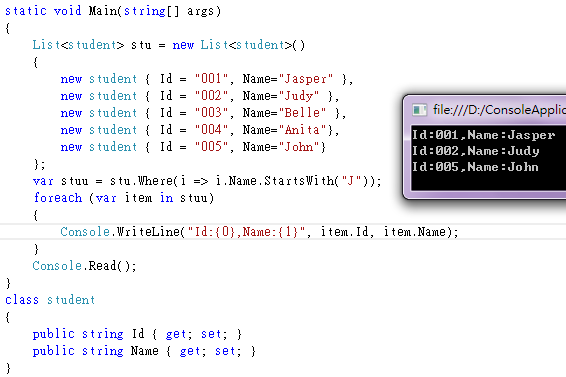 static void Main(string[] args)
{
List<student> stu = new List<student>()
{
new student { Id = "001", Name="Jasper" },
new student { Id = "002", Name="Judy" },
new student { Id = "003", Name="Belle" },
new student { Id = "004", Name="Anita"},
new student { Id = "005", Name="John"}
};
var stuu = stu.Where(i => i.Name.StartsWith("J"));
foreach (var item in stuu)
{
Console.WriteLine("Id:{0},Name:{1}", item.Id, item.Name);
}
Console.Read();
}
class student
{
public string Id { get; set; }
public string Name { get; set; }
}
file:///D:/ConsoleApplic
Id:001,Name:Jasper
Id:002,Name:Judy
Id:005,Name:John